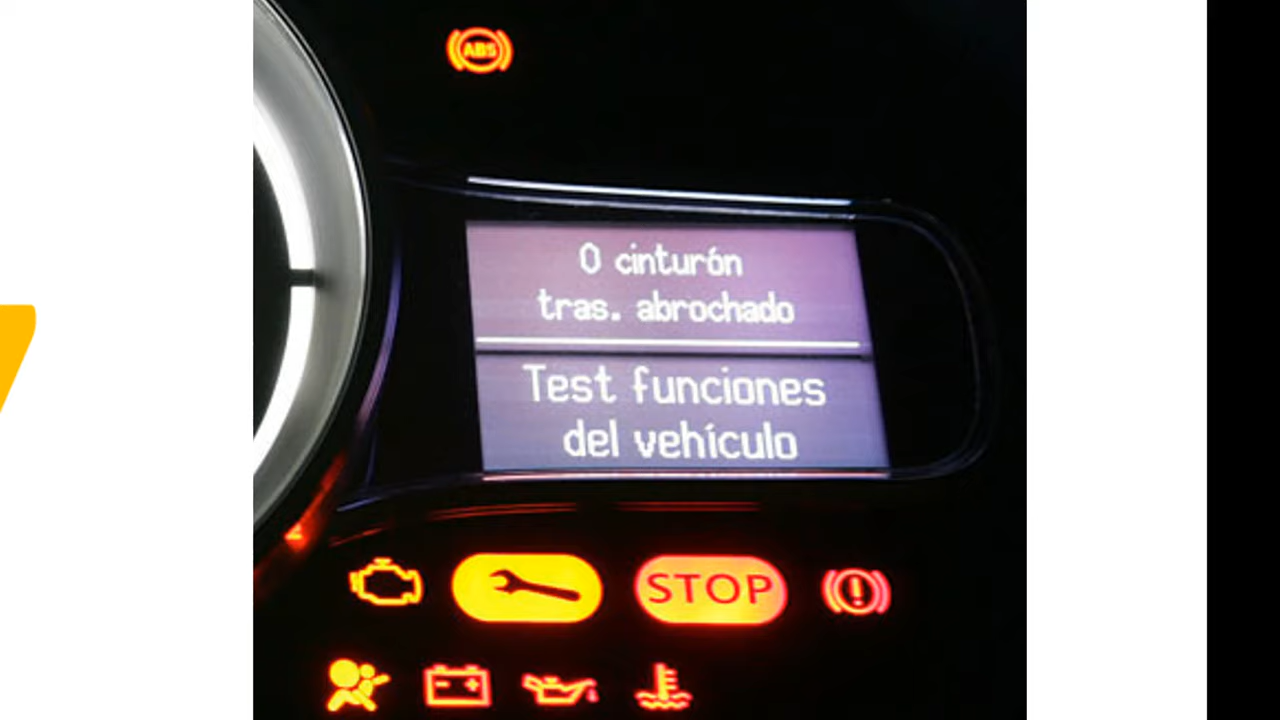 ABS
0 cinturón
tras. abrochado
Test funciones
del vehículo
STOP